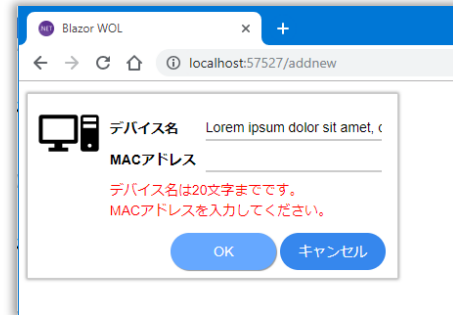 NET Blazor WOL
localhost:57527/addnew
デバイス名 Lorem ipsum dolor sit amet,
MACアドレス
デバイス名は20文字までです。
MACアドレスを入力してください。
OK キャンセル